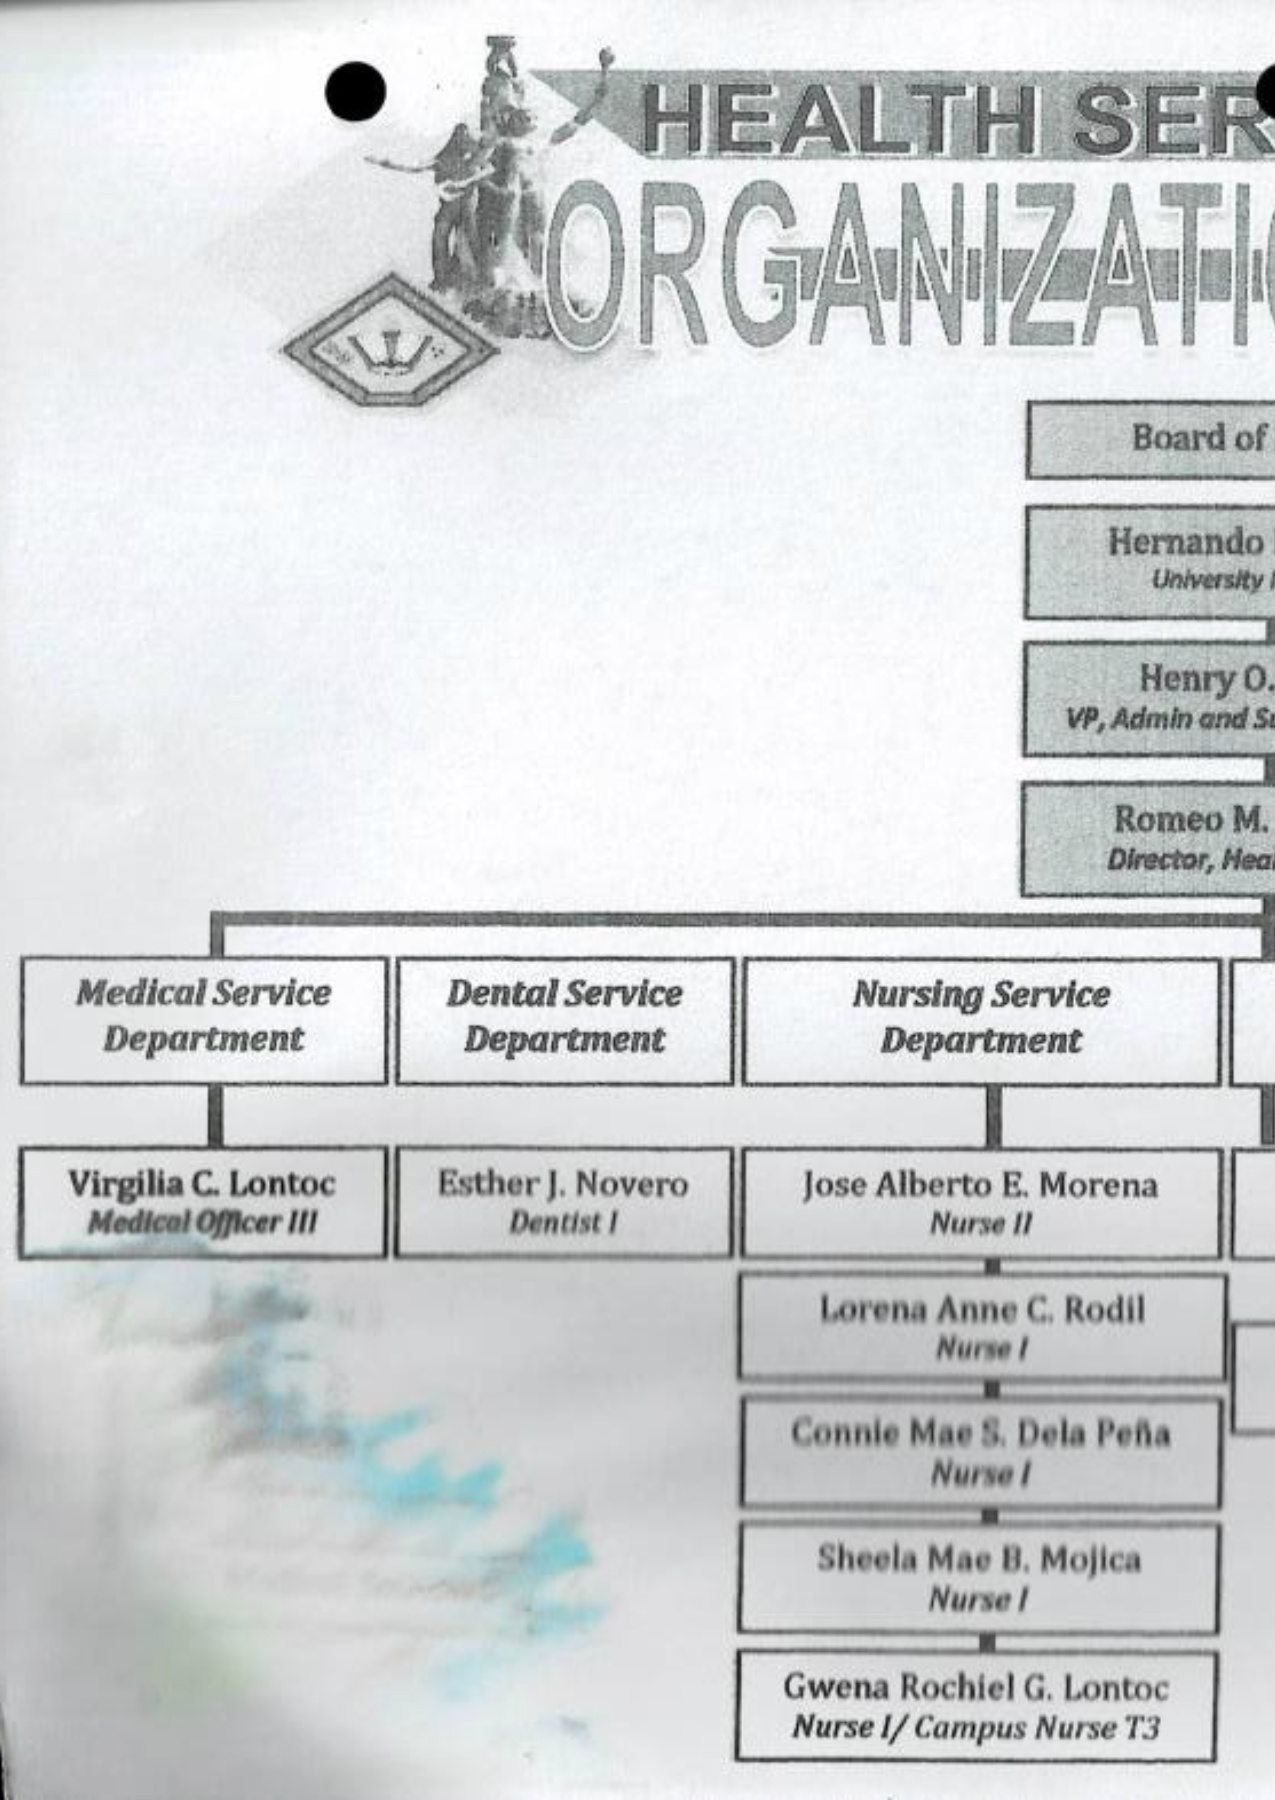 HEALTH SER
ORGANIZATI
Board of
Hernando
University
Henry O.
VP, Admin and Su
Romeo M.
Director, Hea
Medical Service
Department
Dental Service
Department
Nursing Service
Department
Virgilia C. Lontoc
Medical Officer III
Esther J. Novero
Dentist I
Jose Alberto E. Morena
Nurse II
Lorena Anne C. Rodil
Nurse I
Connie Mae S. Dela Peña
Nurse I
Sheela Mae B. Mojica
Nurse I
Gwena Rochiel G. Lontoc
Nurse I/ Campus Nurse T3